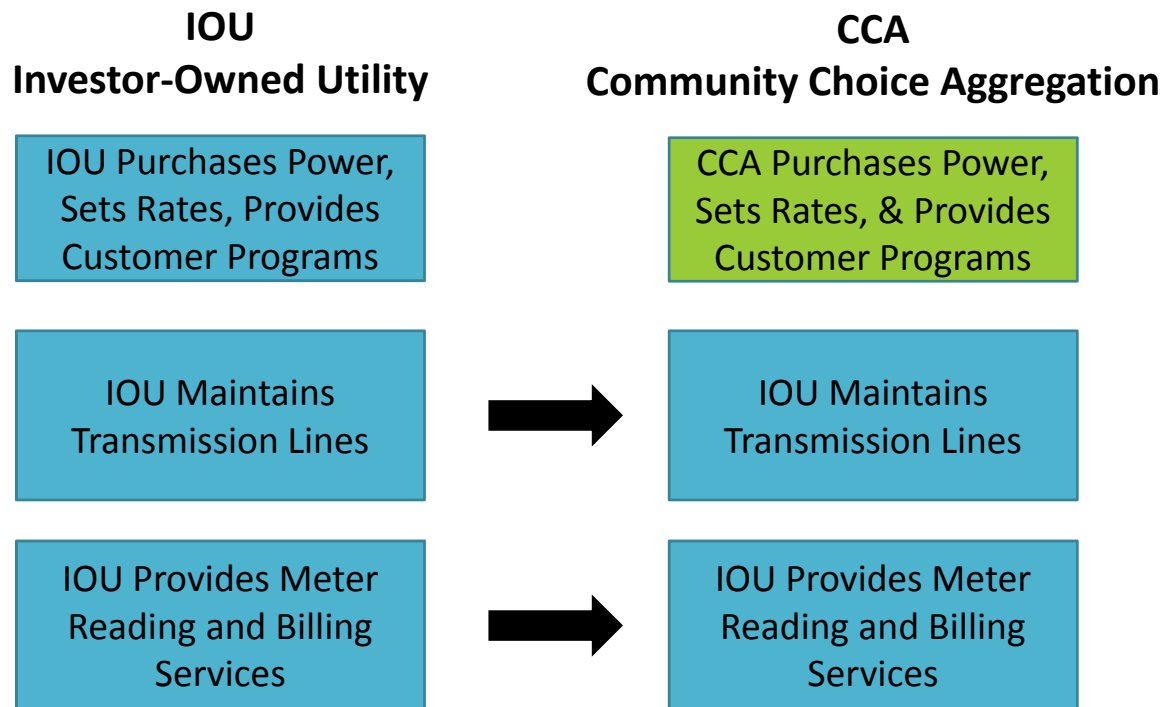 IOU
Investor-Owned Utility
CCA
Community Choice Aggregation
IOU Purchases Power,
Sets Rates, Provides
Customer Programs
CCA Purchases Power,
Sets Rates, & Provides
Customer Programs
IOU Maintains
Transmission Lines
IOU Maintains
Transmission Lines
IOU Provides Meter
Reading and Billing
Services
IOU Provides Meter
Reading and Billing
Services